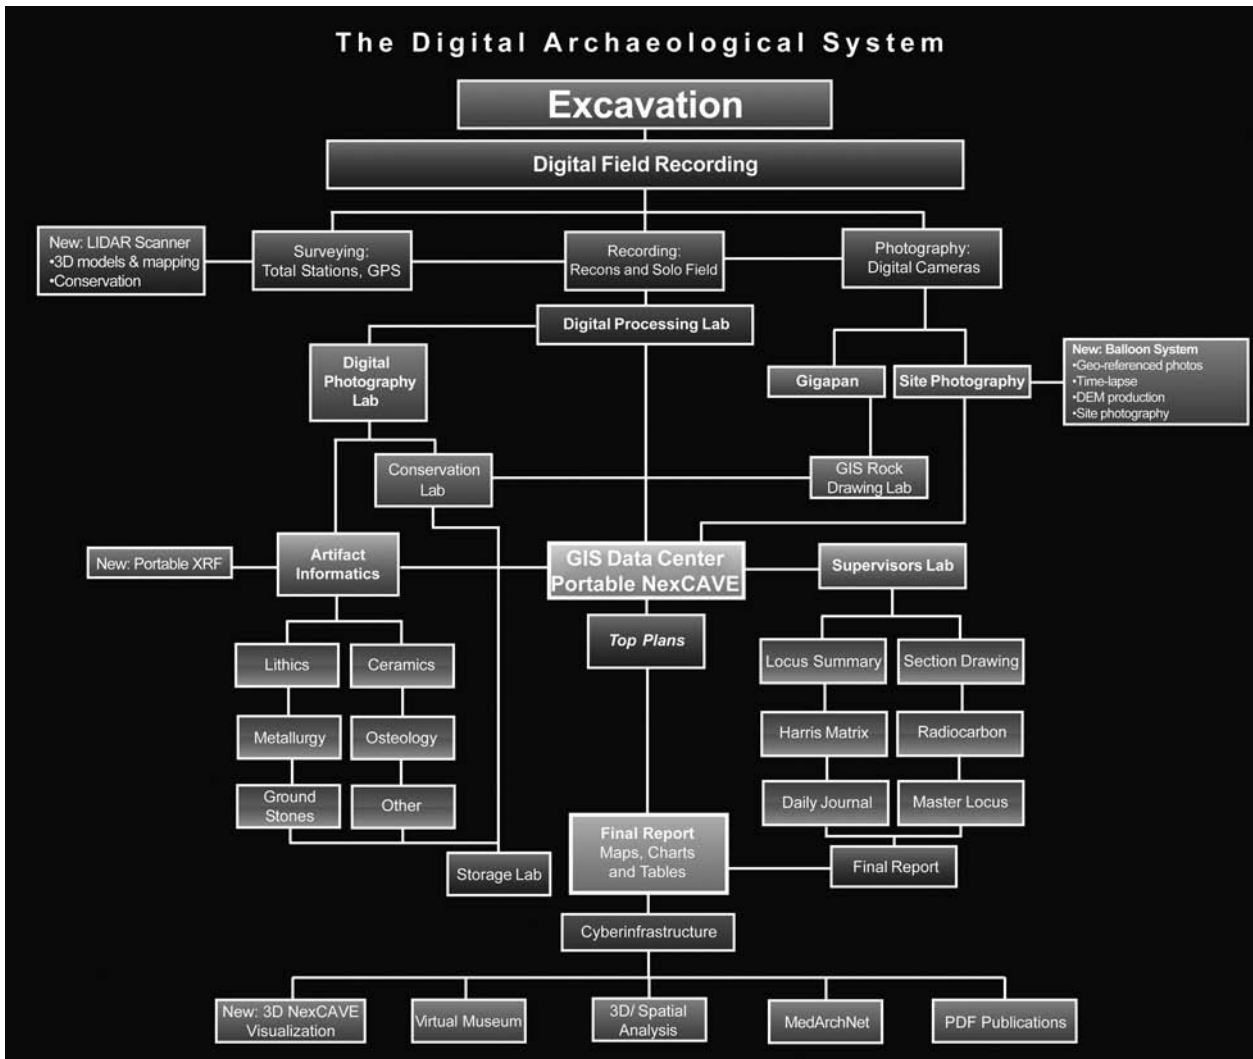 The Digital Archaeological System
Excavation
Digital Field Recording
New: LIDAR Scanner
•3D models & mapping
•Conservation
Surveying:
Total Stations, GPS
Recording:
Recons and Solo Field
Photography:
Digital Cameras
Digital Processing Lab
Digital
Photography
Lab
Gigapan
Site Photography
New: Balloon System
•Geo-referenced photos
•Time-lapse
•DEM production
•Site photography
Conservation
Lab
GIS Rock
Drawing Lab
New: Portable XRF
Artifact
Informatics
GIS Data Center
Portable NexCAVE
Supervisors Lab
Top Plans
Lithics
Ceramics
Locus Summary
Section Drawing
Metallurgy
Osteology
Harris Matrix
Radiocarbon
Ground
Stones
Other
Daily Journal
Master Locus
Final Report
Maps, Charts
and Tables
Storage Lab
Final Report
Cyberinfrastructure
New: 3D NexCAVE
Visualization
Virtual Museum
3D/ Spatial
Analysis
MedArchNet
PDF Publications